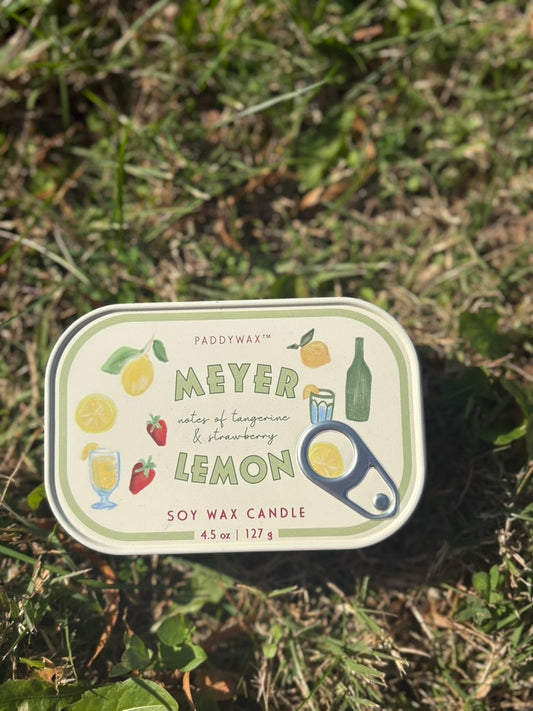 PADDYWAX™
MEYER
notes of tangerine
& strawberry
LEMON
SOY WAX CANDLE
4.5 oz | 127 g